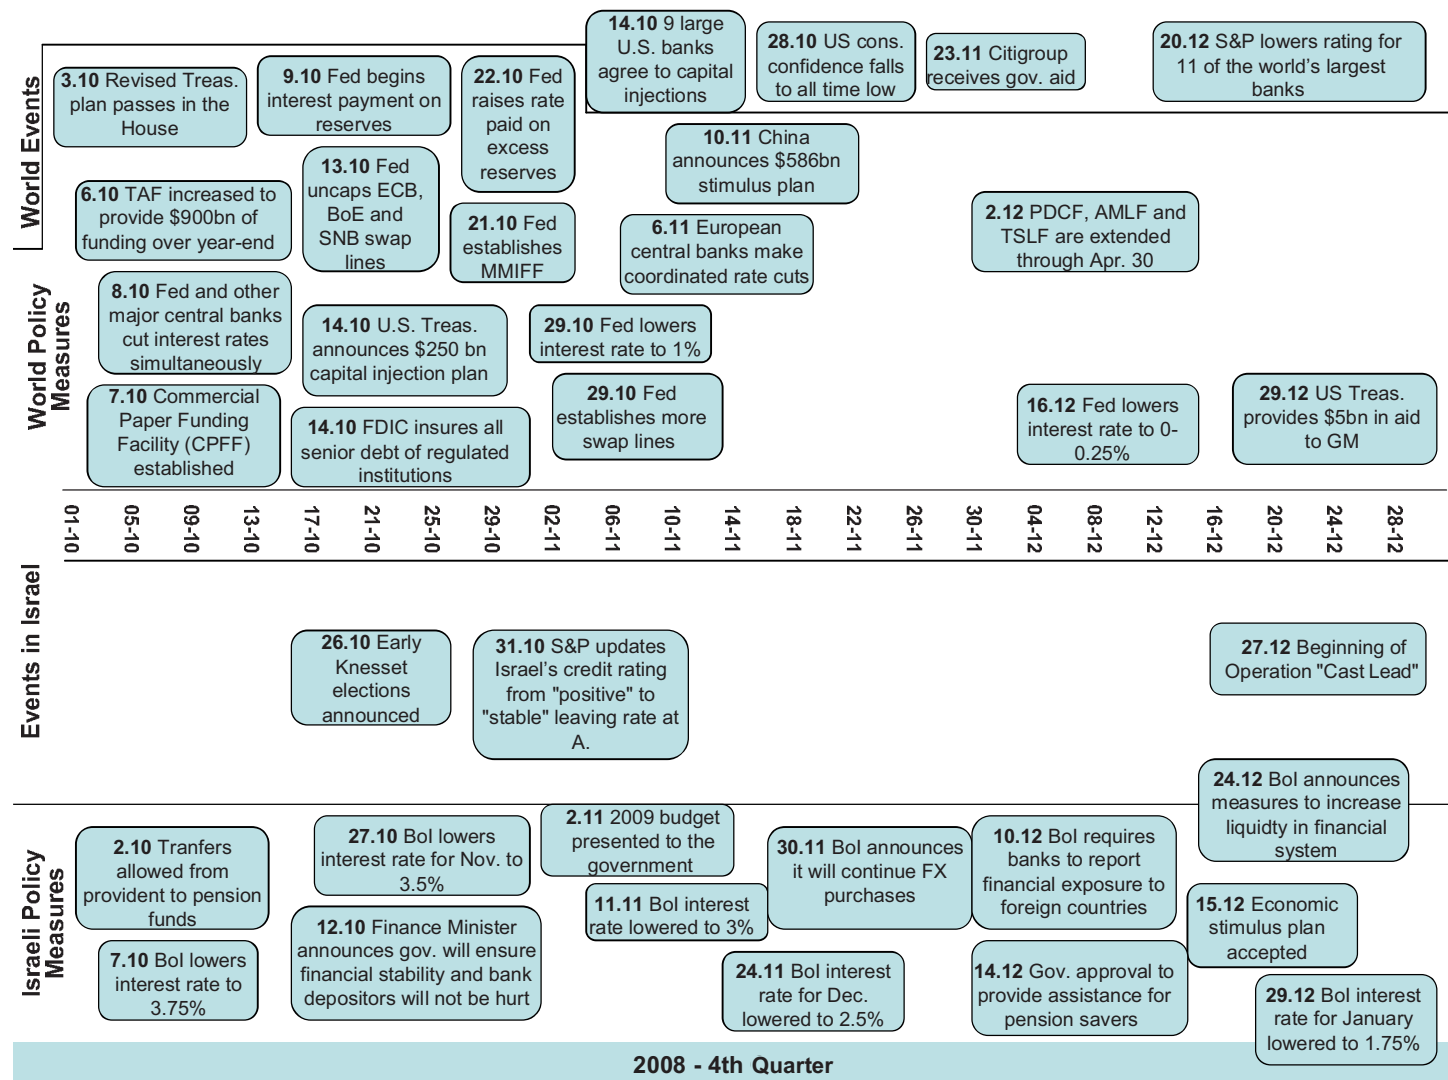 World Events
3.10 Revised Treas.
plan passes in the
House
9.10 Fed begins
interest payment on
reserves
22.10 Fed
raises rate
paid on
excess
reserves
14.10 9 large
U.S. banks
agree to capital
injections
28.10 US cons.
confidence falls
to all time low
23.11 Citigroup
receives gov. aid
20.12 S&P lowers rating for
11 of the world's largest
banks
6.10 TAF increased to
provide $900bn of
funding over year-end
13.10 Fed
uncaps ECB,
BoE and
SNB swap
lines
21.10 Fed
establishes
MMIFF
10.11 China
announces $586bn
stimulus plan
6.11 European
central banks make
coordinated rate cuts
2.12 PDCF, AMLF and
TSLF are extended
through Apr. 30
World Policy
Measures
8.10 Fed and other
major central banks
cut interest rates
simultaneously
14.10 U.S. Treas.
announces $250 bn
capital injection plan
29.10 Fed lowers
interest rate to 1%
7.10 Commercial
Paper Funding
Facility (CPFF)
established
14.10 FDIC insures all
senior debt of regulated
institutions
29.10 Fed
establishes more
swap lines
16.12 Fed lowers
interest rate to 0-
0.25%
29.12 US Treas.
provides $5bn in aid
to GM
01-10
05-10
09-10
13-10
17-10
21-10
25-10
29-10
02-11
06-11
10-11
14-11
18-11
22-11
26-11
30-11
04-12
08-12
12-12
16-12
20-12
24-12
28-12
Events in Israel
26.10 Early
Knesset
elections
announced
31.10 S&P updates
Israel's credit rating
from "positive" to
"stable" leaving rate at
A.
27.12 Beginning of
Operation "Cast Lead"
Israeli Policy
Measures
2.10 Tranfers
allowed from
provident to pension
funds
27.10 BoI lowers
interest rate for Nov. to
3.5%
2.11 2009 budget
presented to the
government
30.11 BoI announces
it will continue FX
purchases
10.12 BoI requires
banks to report
financial exposure to
foreign countries
24.12 BoI announces
measures to increase
liquidty in financial
system
7.10 BoI lowers
interest rate to
3.75%
12.10 Finance Minister
announces gov. will ensure
financial stability and bank
depositors will not be hurt
11.11 BoI interest
rate lowered to 3%
24.11 BoI interest
rate for Dec.
lowered to 2.5%
14.12 Gov. approval to
provide assistance for
pension savers
15.12 Economic
stimulus plan
accepted
29.12 BoI interest
rate for January
lowered to 1.75%
2008 - 4th Quarter